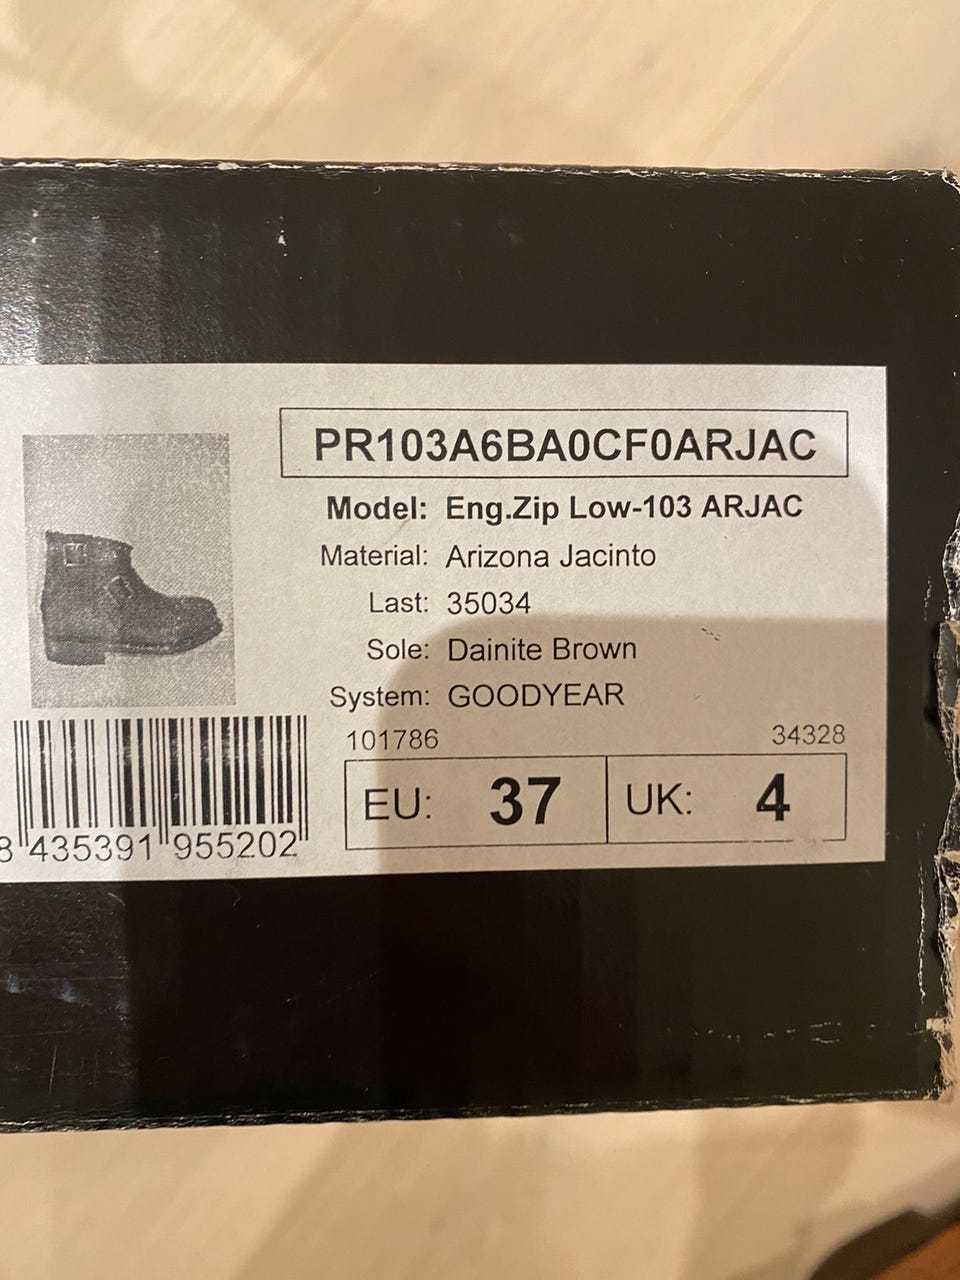 PR103A6BA0CF0ARJAC
Model: Eng.Zip Low-103 ARJAC
Material: Arizona Jacinto
Last: 35034
Sole: Dainite Brown
System: GOODYEAR
101786 34328
EU: 37 UK: 4
8 435391 955202